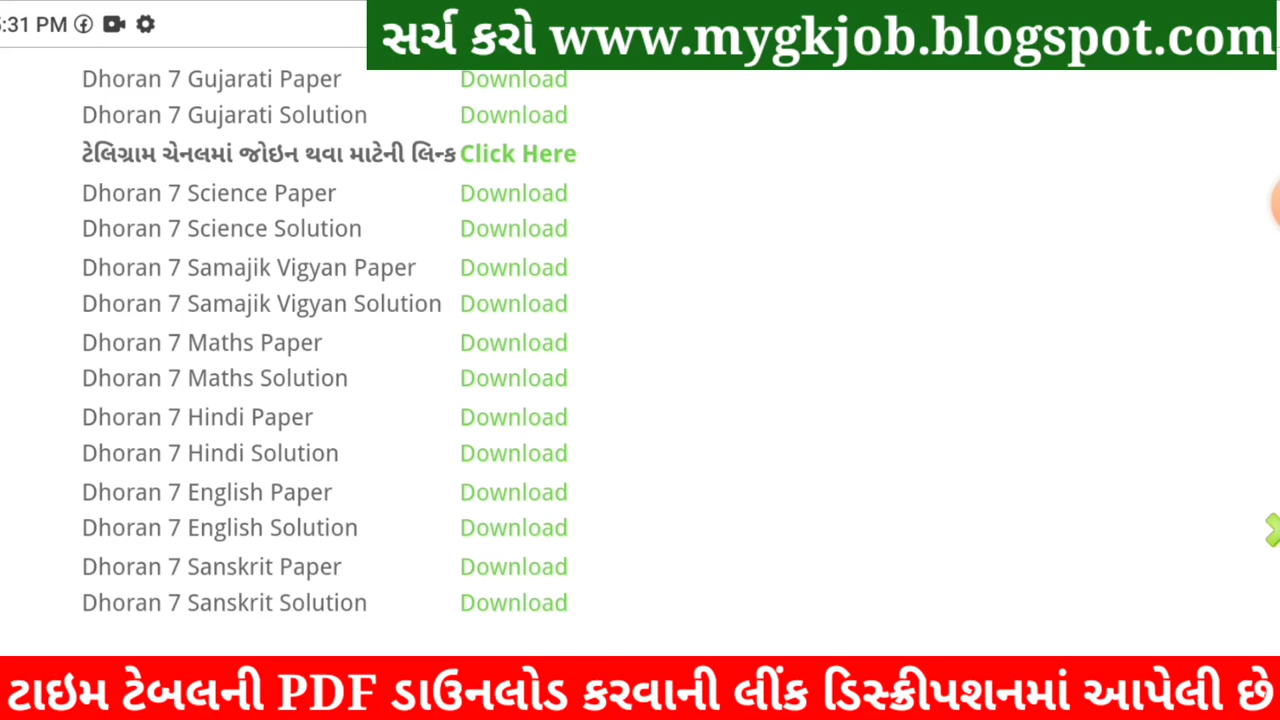 :31 PM
સર્ચ કરો www.mygkjob.blogspot.com
Dhoran 7 Gujarati Paper Download
Dhoran 7 Gujarati Solution Download
ટેલિગ્રામ ચેનલમાં જોઇન થવા માટેની લિન્ક Click Here
Dhoran 7 Science Paper Download
Dhoran 7 Science Solution Download
Dhoran 7 Samajik Vigyan Paper Download
Dhoran 7 Samajik Vigyan Solution Download
Dhoran 7 Maths Paper Download
Dhoran 7 Maths Solution Download
Dhoran 7 Hindi Paper Download
Dhoran 7 Hindi Solution Download
Dhoran 7 English Paper Download
Dhoran 7 English Solution Download
Dhoran 7 Sanskrit Paper Download
Dhoran 7 Sanskrit Solution Download
ટાઇમ ટેબલની PDF ડાઉનલોડ કરવાની લીંક ડિસ્ક્રીપશનમાં આપેલી છે